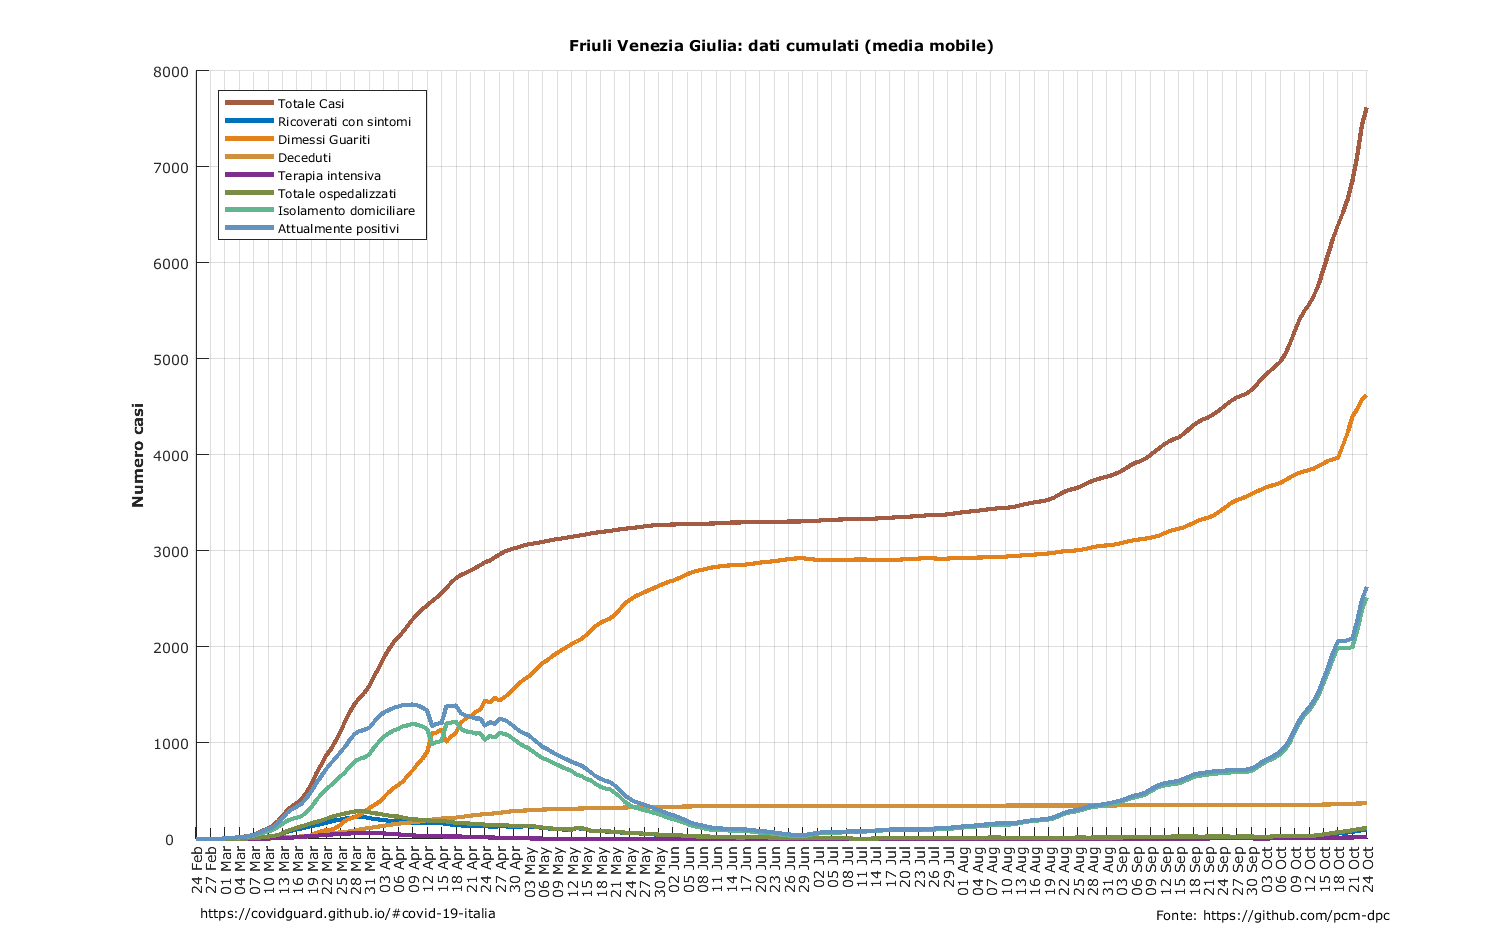 Friuli Venezia Giulia: dati cumulati (media mobile)
8000
7000
6000
5000
4000
3000
2000
1000
0
Numero casi
Totale Casi
Ricoverati con sintomi
Dimessi Guariti
Deceduti
Terapia intensiva
Totale ospedalizzati
Isolamento domiciliare
Attualmente positivi
24 Feb
27 Feb
01 Mar
04 Mar
07 Mar
10 Mar
13 Mar
16 Mar
19 Mar
22 Mar
25 Mar
28 Mar
31 Mar
03 Apr
06 Apr
09 Apr
12 Apr
15 Apr
18 Apr
21 Apr
24 Apr
27 Apr
30 Apr
03 May
06 May
09 May
12 May
15 May
18 May
21 May
24 May
27 May
30 May
02 Jun
05 Jun
08 Jun
11 Jun
14 Jun
17 Jun
20 Jun
23 Jun
26 Jun
29 Jun
02 Jul
05 Jul
08 Jul
11 Jul
14 Jul
17 Jul
20 Jul
23 Jul
26 Jul
29 Jul
01 Aug
04 Aug
07 Aug
10 Aug
13 Aug
16 Aug
19 Aug
22 Aug
25 Aug
28 Aug
31 Aug
03 Sep
06 Sep
09 Sep
12 Sep
15 Sep
18 Sep
21 Sep
24 Sep
27 Sep
30 Sep
03 Oct
06 Oct
09 Oct
12 Oct
15 Oct
18 Oct
21 Oct
24 Oct
https://covidguard.github.io/#covid-19-italia
Fonte: https://github.com/pcm-dpc